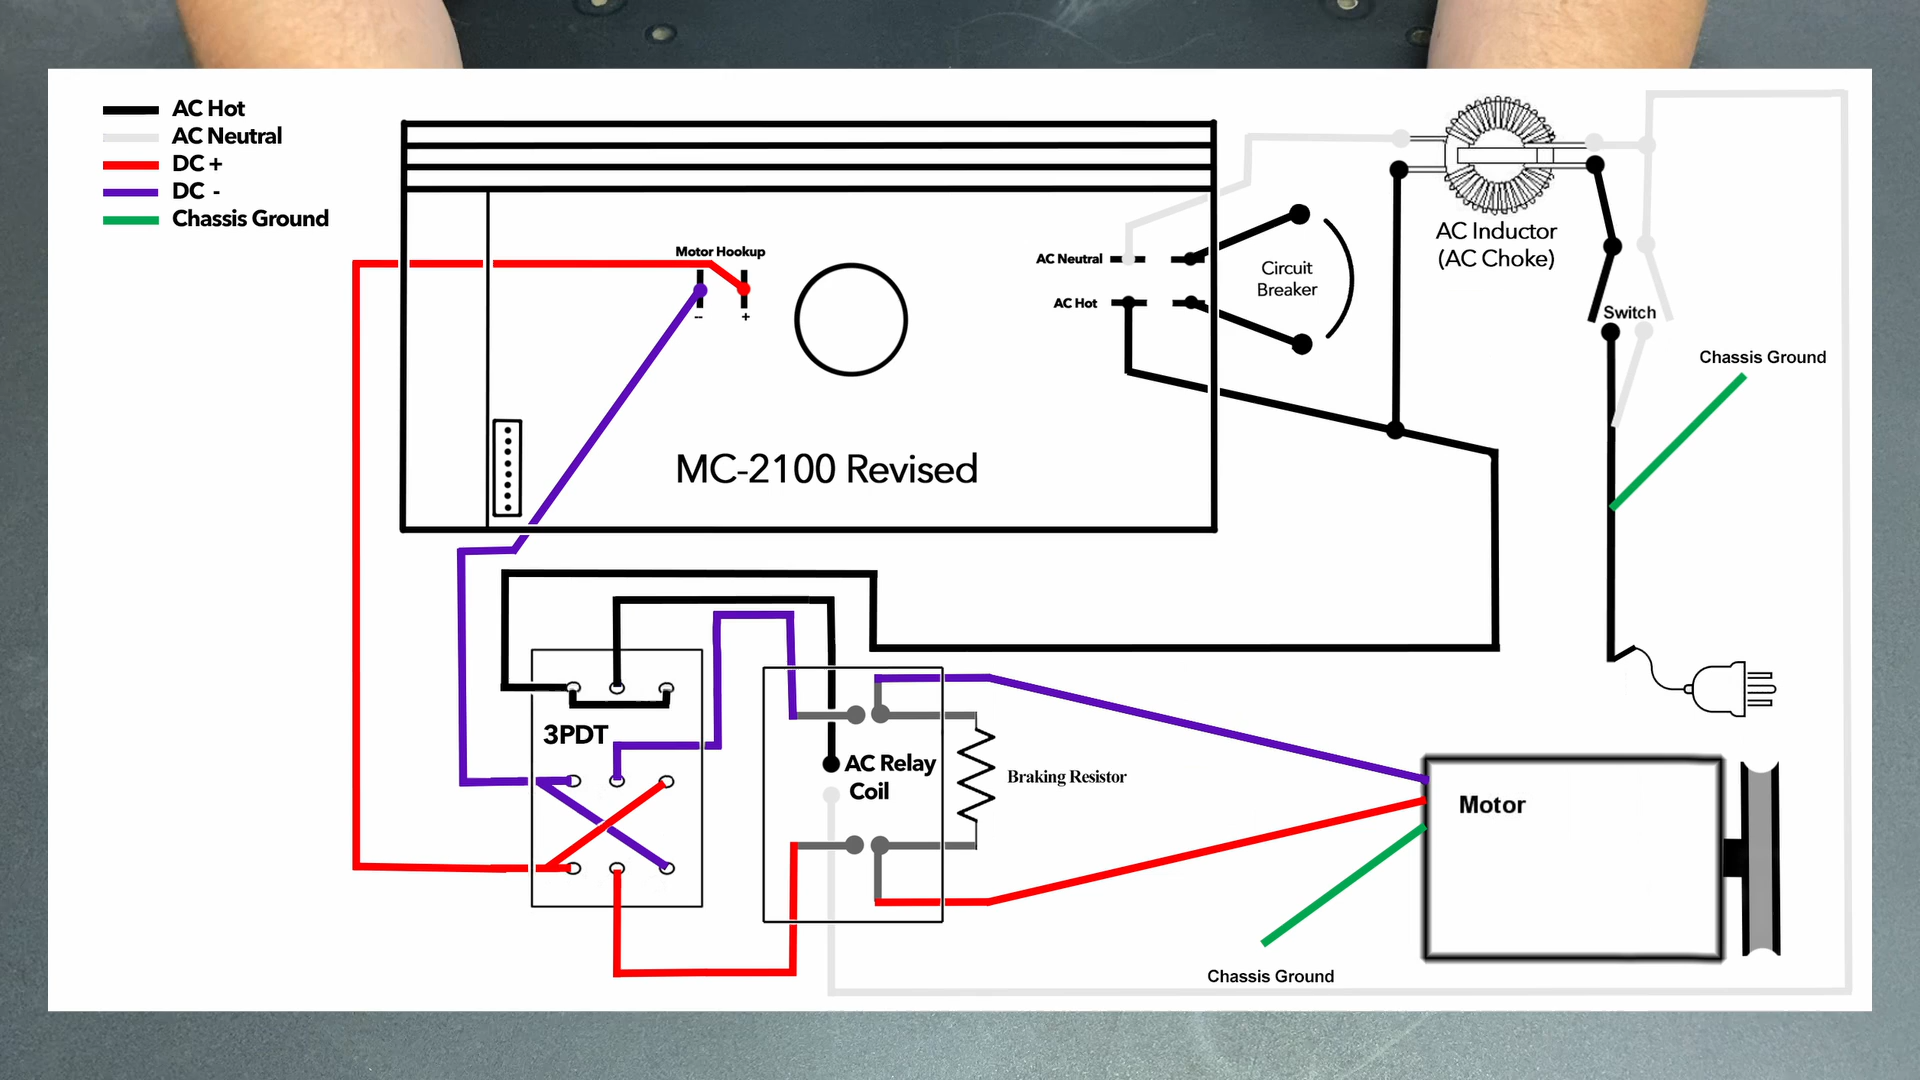 AC Hot
AC Neutral
DC +
DC -
Chassis Ground
Motor Hookup
--
+
AC Neutral
AC Hot
Circuit
Breaker
AC Inductor
(AC Choke)
Switch
Chassis Ground
MC-2100 Revised
3PDT
AC Relay
Coil
Braking Resistor
Motor
Chassis Ground